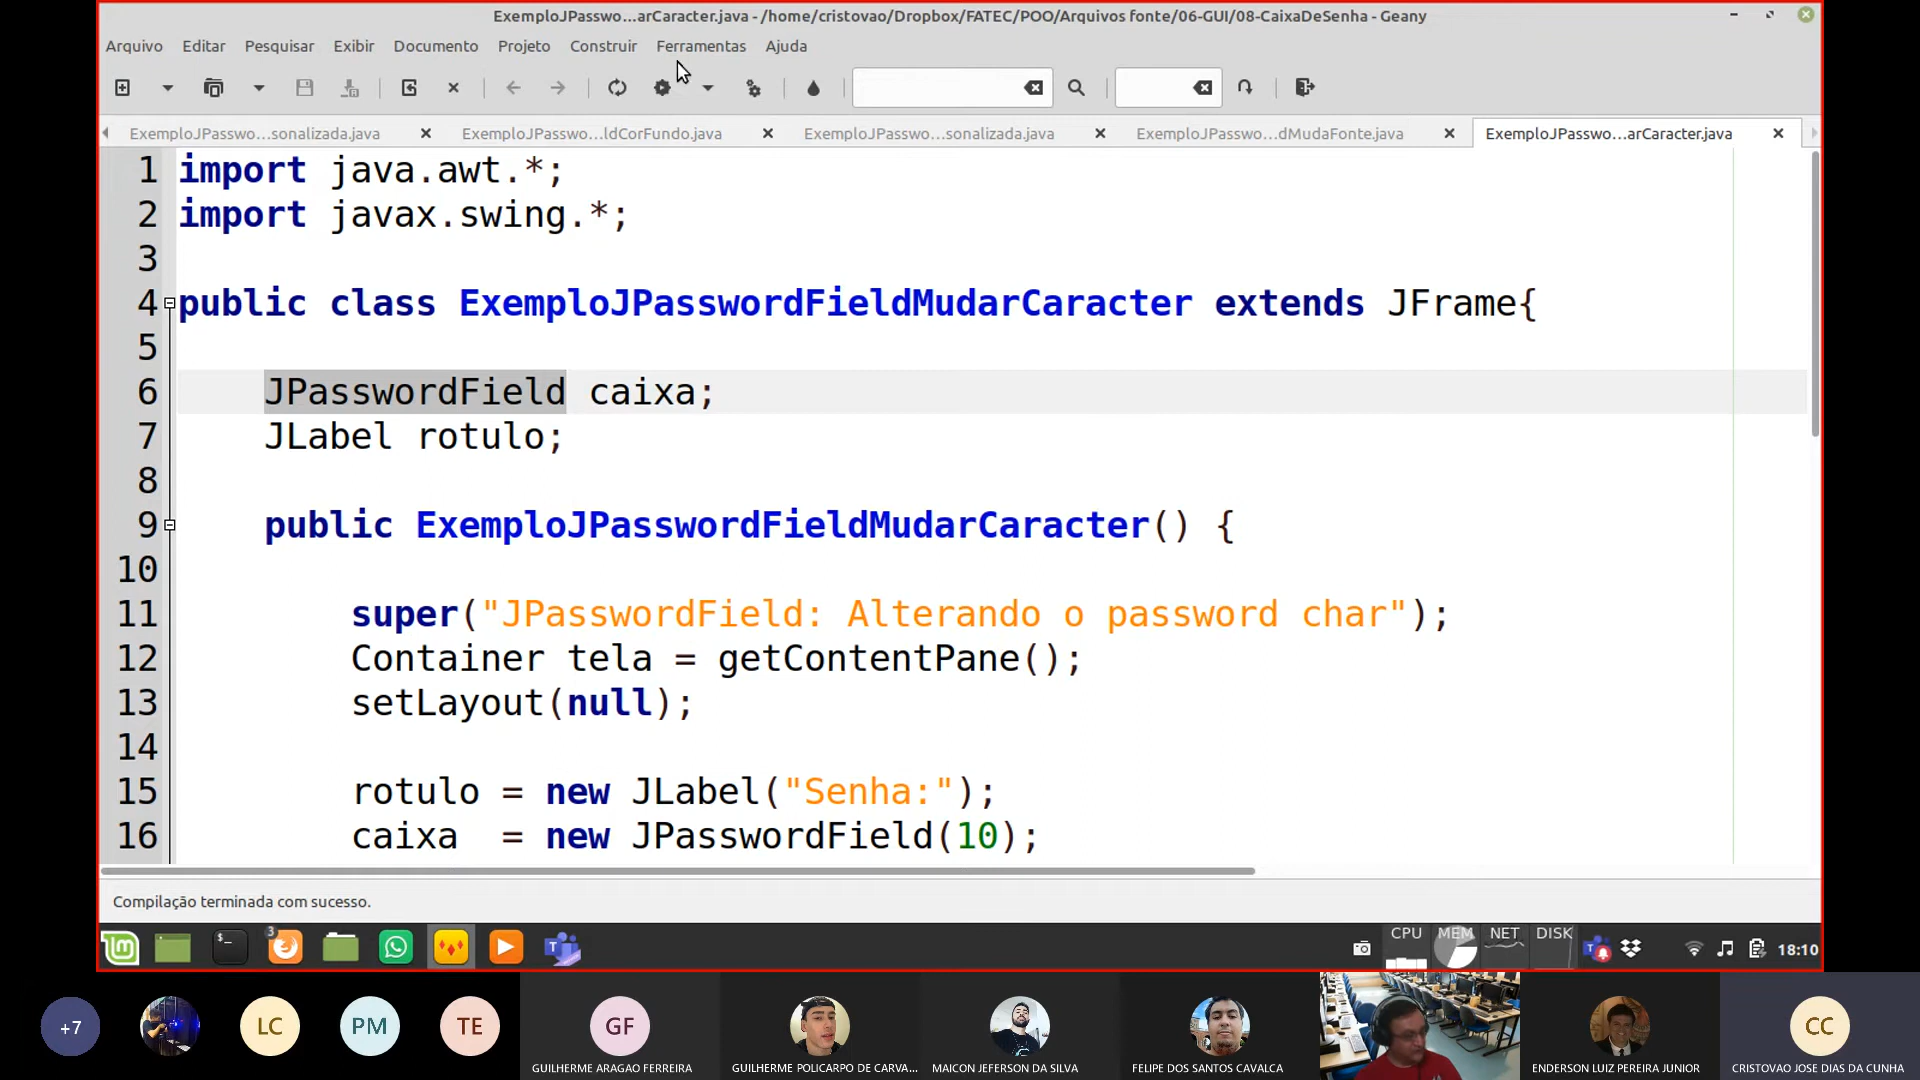 ExemploJPasswo...arCaracter.java - /home/cristovao/Dropbox/FATEC/POO/Arquivos fonte/06-GUI/08-CaixaDeSenha - Geany
Arquivo Editar Pesquisar Exibir Documento Projeto Construir Ferramentas Ajuda
ExemploJPasswo...sonalizada.java ExemploJPasswo...ldCorFundo.java ExemploJPasswo...sonalizada.java ExemploJPasswo...dMudaFonte.java ExemploJPasswo...arCaracter.java
1 import java.awt.*;
2 import javax.swing.*;
3
4 public class ExemploJPasswordFieldMudarCaracter extends JFrame{
5
6 JPasswordField caixa;
7 JLabel rotulo;
8
9 public ExemploJPasswordFieldMudarCaracter() {
10
11 super("JPasswordField: Alterando o password char");
12 Container tela = getContentPane();
13 setLayout(null);
14
15 rotulo = new JLabel("Senha:");
16 caixa = new JPasswordField(10);
Compilação terminada com sucesso.
3 CPU MEM NET DISK 18:10
+7 LC PM TE GF CC
GUILHERME ARAGAO FERREIRA GUILHERME POLICARPO DE CARVA... MAICON JEFERSON DA SILVA FELIPE DOS SANTOS CAVALCA ENDERSON LUIZ PEREIRA JUNIOR CRISTOVAO JOSE DIAS DA CUNHA